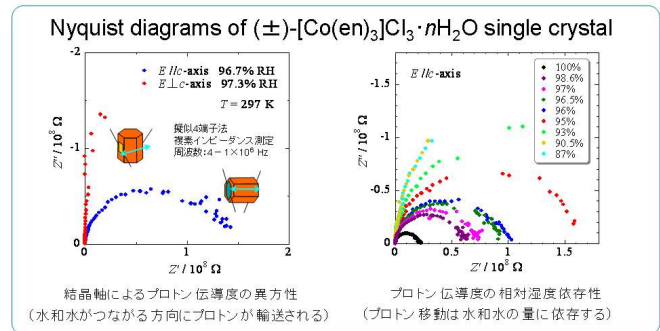 Nyquist diagrams of (±)-[Co(en)₃]Cl₃·nH₂O single crystal
-2
-1
0
Z'' / 10⁸ Ω
E//c-axis 96.7% RH
E⊥c-axis 97.3% RH
T = 297 K
擬似4端子法
複素インピーダンス測定
周波数:4－1×10⁶ Hz
0
1
2
Z' / 10⁸ Ω
結晶軸によるプロトン伝導度の異方性
(水和水がつながる方向にプロトンが輸送される)
-1.5
-1
-0.5
0
Z'' / 10⁸ Ω
E//c-axis
100%
98.6%
97%
96.5%
96%
95%
93%
90.5%
87%
0
0.5
1
1.5
Z' / 10⁸ Ω
プロトン伝導度の相対湿度依存性
(プロトン移動は水和水の量に依存する)